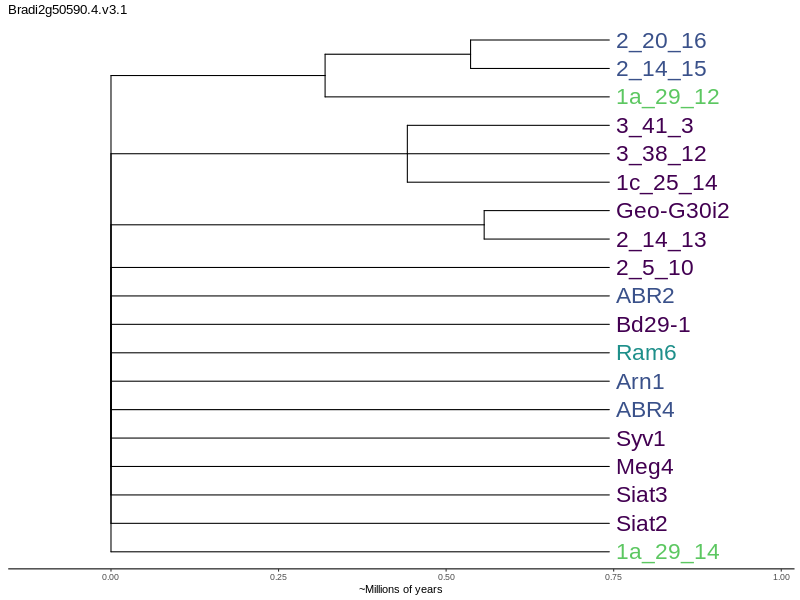 Bradi2g50590.4.v3.1
2_20_16
2_14_15
1a_29_12
3_41_3
3_38_12
1c_25_14
Geo-G30i2
2_14_13
2_5_10
ABR2
Bd29-1
Ram6
Arn1
ABR4
Syv1
Meg4
Siat3
Siat2
1a_29_14
0.00 0.25 0.50 0.75 1.00
~Millions of years